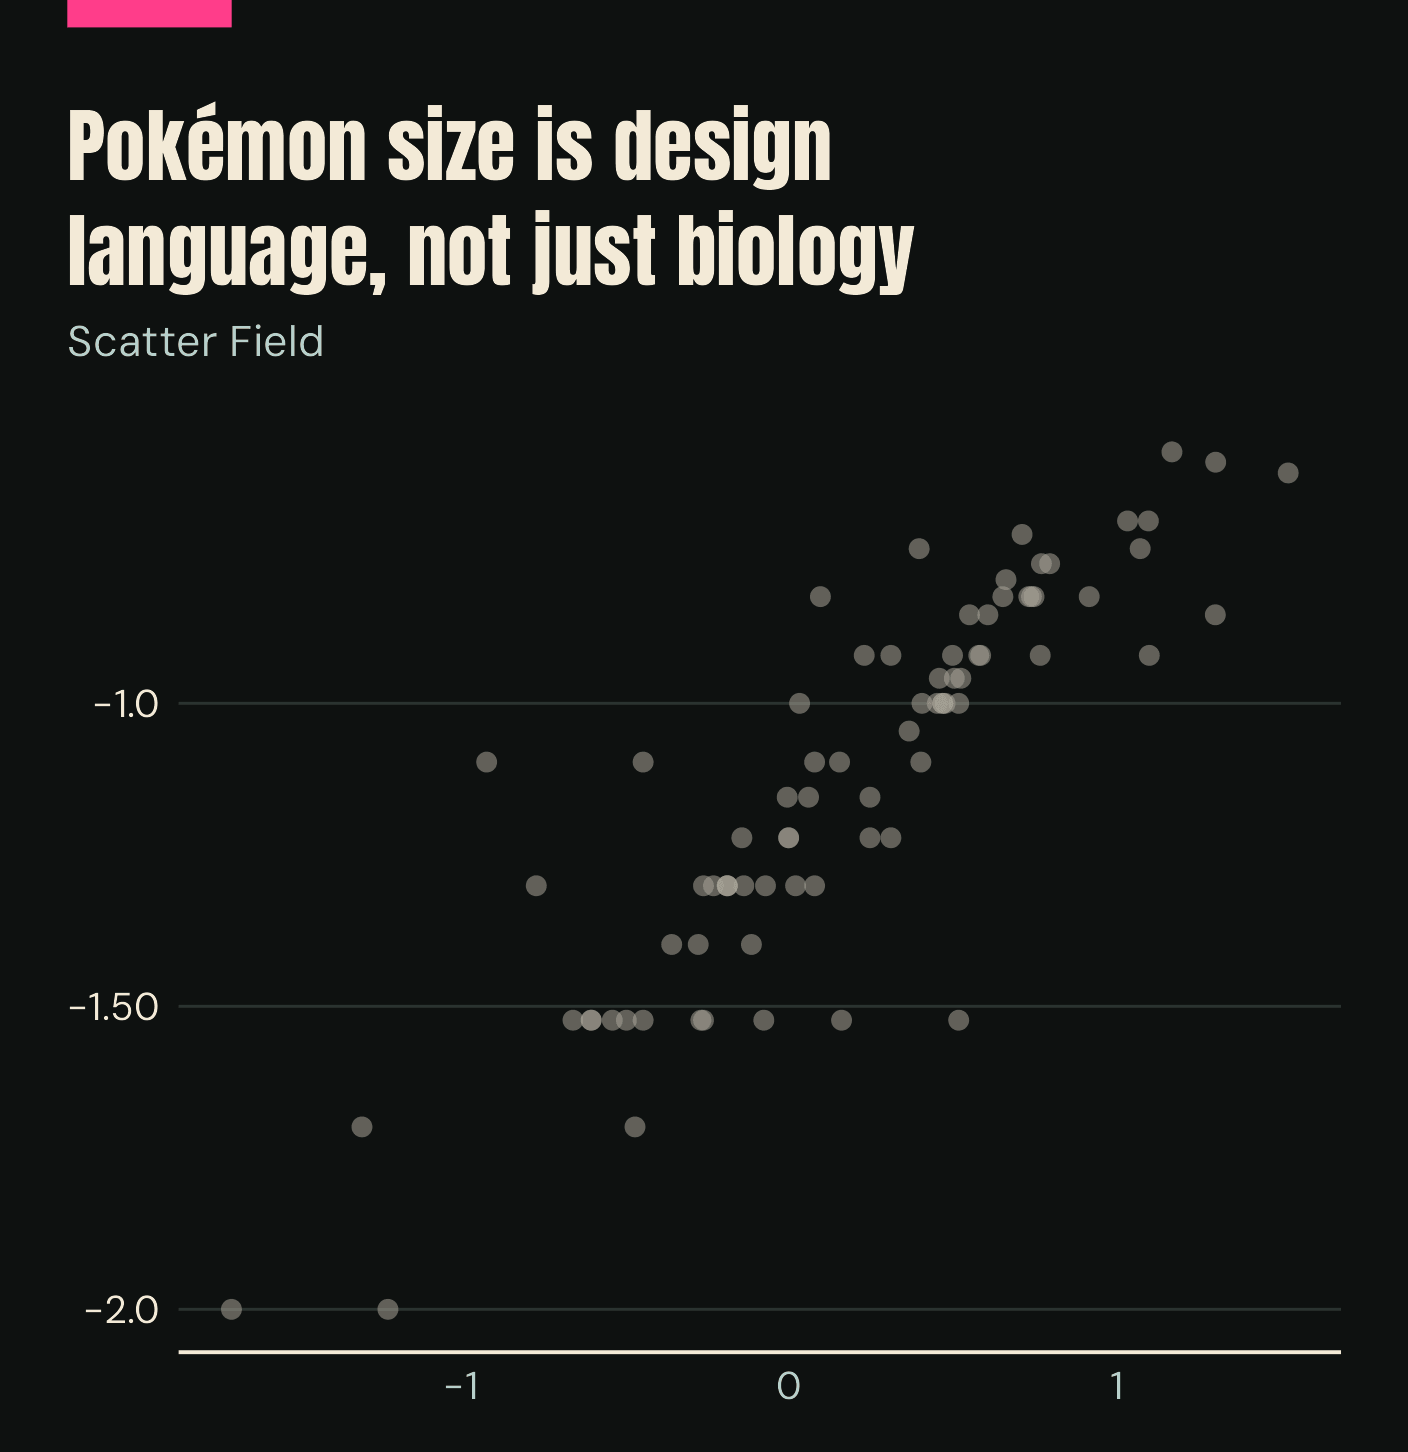 Pokémon size is design
language, not just biology
Scatter Field
-1.0
-1.50
-2.0
-1
0
1